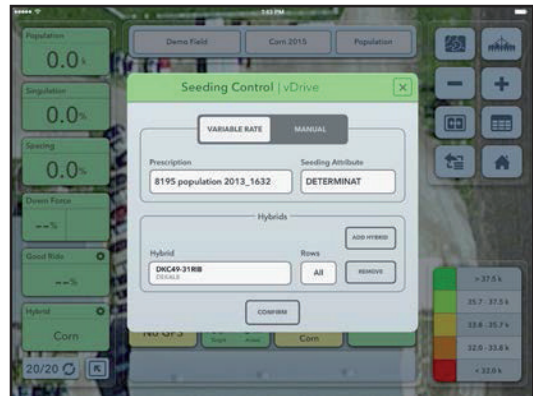 7:03 PM
Population
0.0 k
Singulation
0.0%
Spacing
0.0%
Down Force
--%
Good Ride
--%
Hybrid
Corn
20/20
Demo Field
Corn 2015
Population
Seeding Control | vDrive
VARIABLE RATE
MANUAL
Prescription
Seeding Attribute
8195 population 2013_1632
DETERMINAT
Hybrids
ADD HYBRID
Hybrid
Rows
DKC49-31RIB
DEKALB
All
REMOVE
CONFIRM
No GPS
Corn
> 37.5 k
35.7 - 37.5 k
33.8 - 35.7 k
32.0 - 33.8 k
< 32.0 k